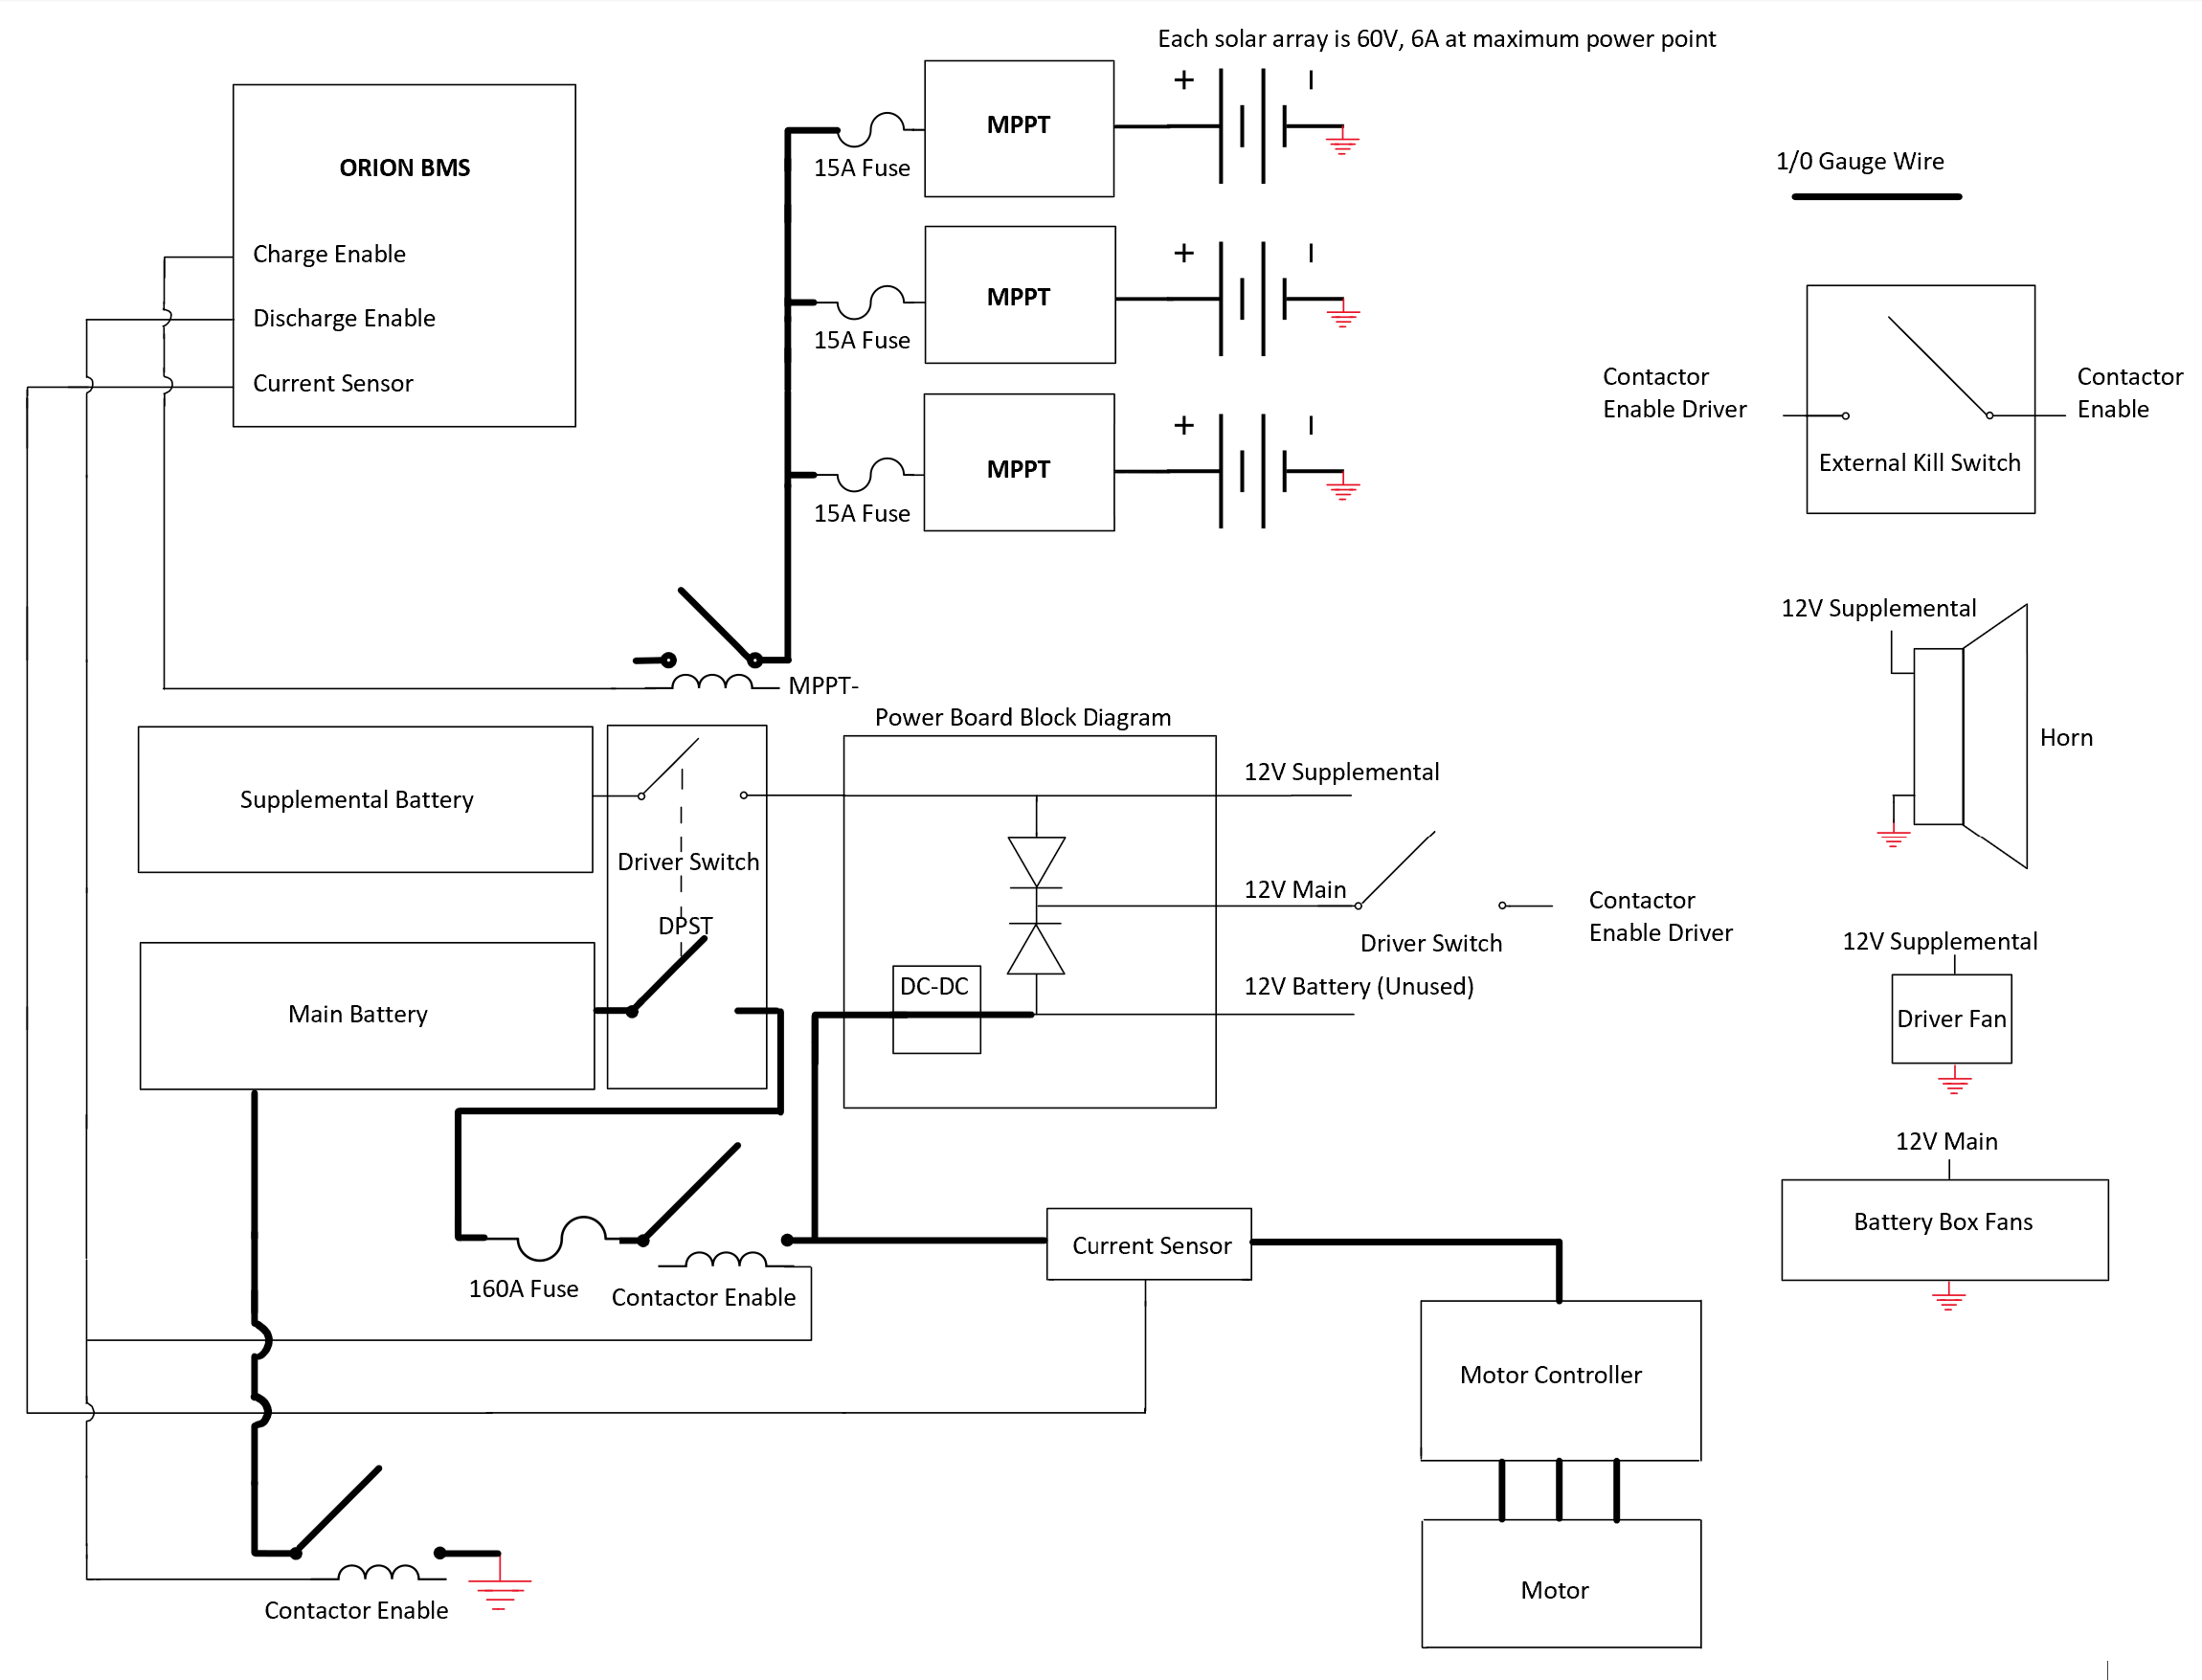 Each solar array is 60V, 6A at maximum power point
ORION BMS
Charge Enable
Discharge Enable
Current Sensor
MPPT
15A Fuse
MPPT
15A Fuse
MPPT
15A Fuse
+
+
+
1/0 Gauge Wire
Contactor
Enable Driver
Contactor
Enable
External Kill Switch
MPPT-
Supplemental Battery
Driver Switch
DPST
Main Battery
Power Board Block Diagram
DC-DC
12V Supplemental
12V Main
Driver Switch
12V Battery (Unused)
Contactor
Enable Driver
12V Supplemental
Horn
12V Supplemental
Driver Fan
12V Main
Battery Box Fans
160A Fuse
Contactor Enable
Current Sensor
Motor Controller
Motor
Contactor Enable